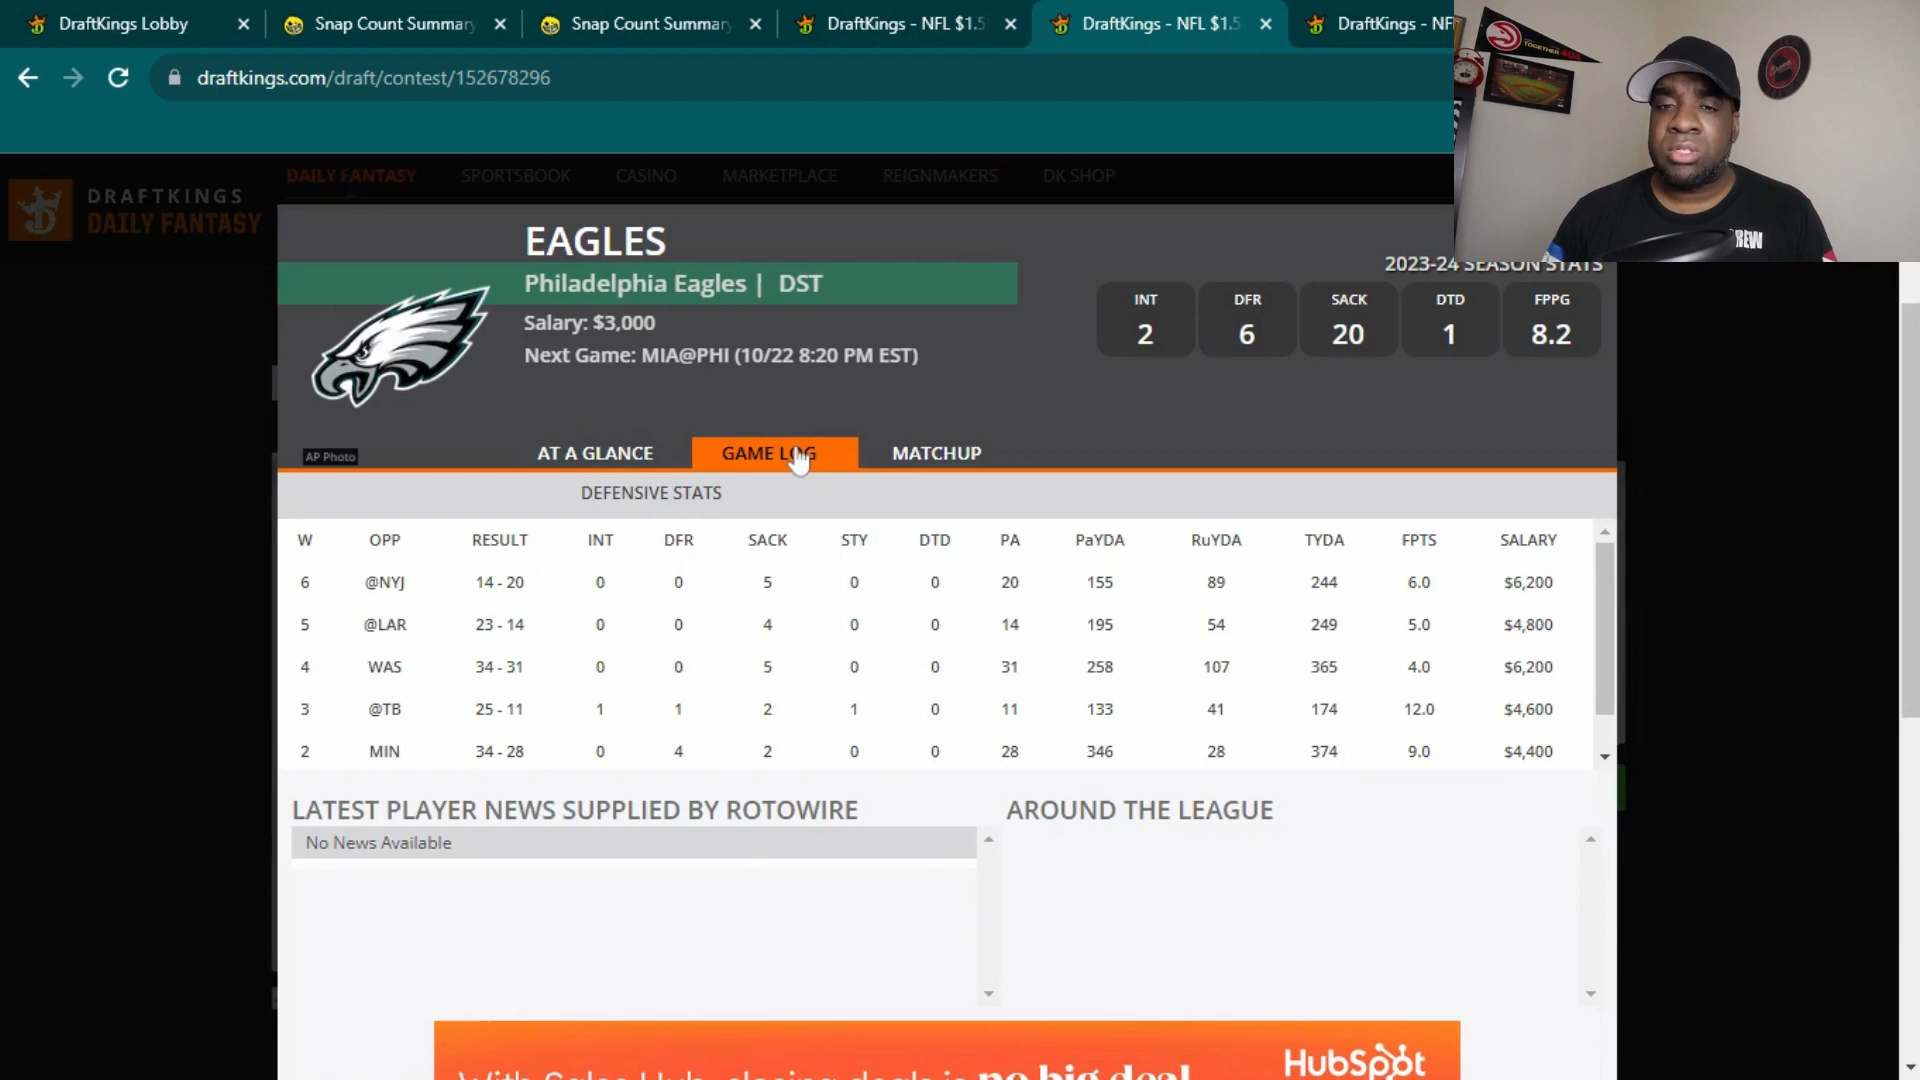 DraftKings Lobby
Snap Count Summary
Snap Count Summary
DraftKings - NFL $1.5
DraftKings - NFL $1.5
DraftKings - NF
draftkings.com/draft/contest/152678296
TOGETHER 404
DRAFTKINGS
DAILY FANTASY
DAILY FANTASY SPORTSBOOK CASINO MARKETPLACE REIGNMAKERS DK SHOP
EAGLES
Philadelphia Eagles | DST
Salary: $3,000
Next Game: MIA@PHI (10/22 8:20 PM EST)
2023-24 SEASON STATS
INT DFR SACK DTD FPPG
2 6 20 1 8.2
AP Photo
AT A GLANCE GAME LOG MATCHUP
DEFENSIVE STATS
W OPP RESULT INT DFR SACK STY DTD PA PaYDA RuYDA TYDA FPTS SALARY
6 @NYJ 14 - 20 0 0 5 0 0 20 155 89 244 6.0 $6,200
5 @LAR 23 - 14 0 0 4 0 0 14 195 54 249 5.0 $4,800
4 WAS 34 - 31 0 0 5 0 0 31 258 107 365 4.0 $6,200
3 @TB 25 - 11 1 1 2 1 0 11 133 41 174 12.0 $4,600
2 MIN 34 - 28 0 4 2 0 0 28 346 28 374 9.0 $4,400
LATEST PLAYER NEWS SUPPLIED BY ROTOWIRE
No News Available
AROUND THE LEAGUE
HubSpot
With Sales Hub, closing deals is no big deal